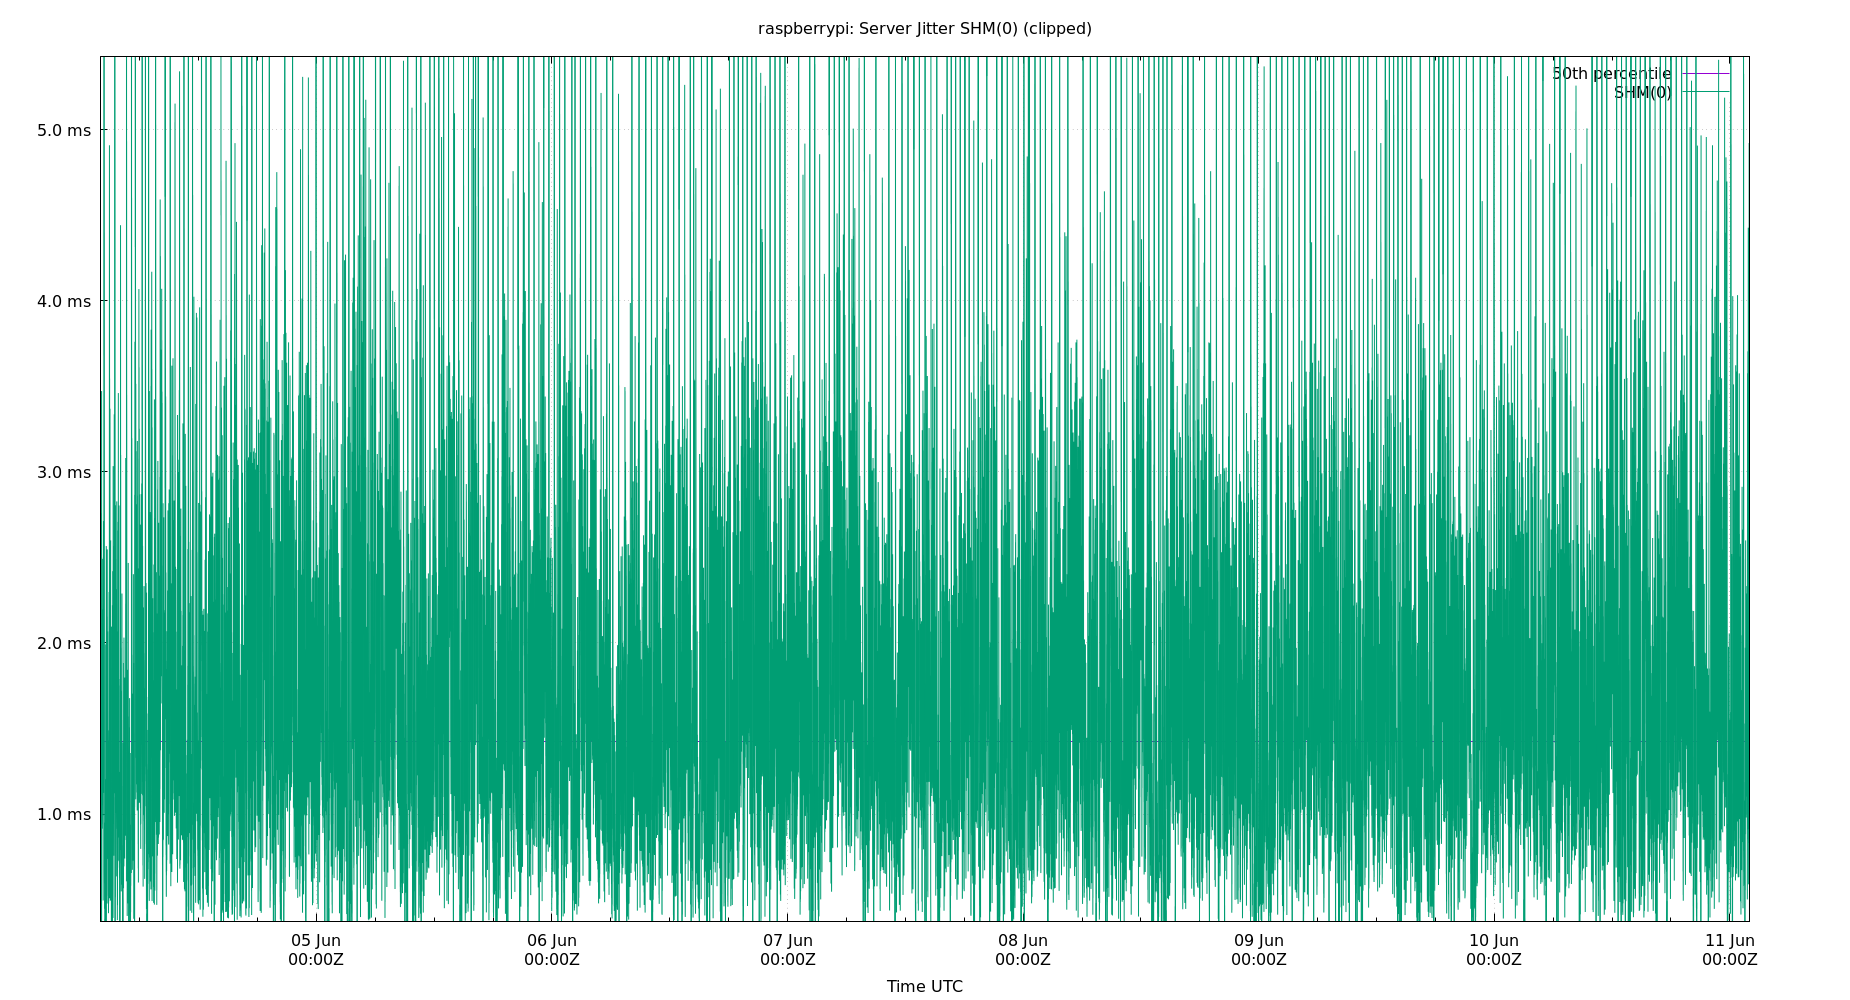 raspberrypi: Server Jitter SHM(0) (clipped)
50th percentile
SHM(0)
5.0 ms
4.0 ms
3.0 ms
2.0 ms
1.0 ms
05 Jun 06 Jun 07 Jun 08 Jun 09 Jun 10 Jun 11 Jun
00:00Z 00:00Z 00:00Z 00:00Z 00:00Z 00:00Z 00:00Z
Time UTC